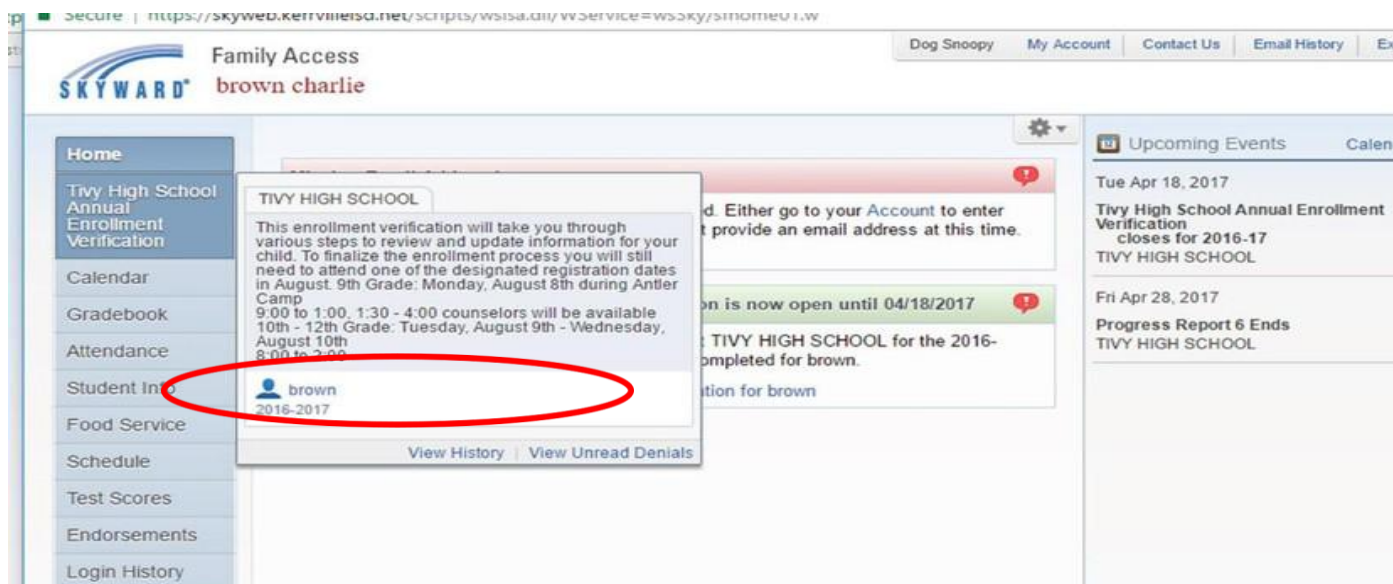 Secure | https://skyweb.kerrvilleisd.net/scripts/wsisa.dll/WService=wsSky/sfhome01.w
Family Access
SKYWARD®
brown charlie
Dog Snoopy
My Account
Contact Us
Email History
Home
Tivy High School
Annual
Enrollment
Verification
Calendar
Gradebook
Attendance
Student Info
Food Service
Schedule
Test Scores
Endorsements
Login History
TIVY HIGH SCHOOL
This enrollment verification will take you through
various steps to review and update information for your
child. To finalize the enrollment process you will still
need to attend one of the designated registration dates
in August. 9th Grade: Monday, August 8th during Antler
Camp
9:00 to 1:00, 1:30 - 4:00 counselors will be available
10th - 12th Grade: Tuesday, August 9th - Wednesday,
August 10th
8:00 to 2:00
brown
2016-2017
View History | View Unread Denials
d. Either go to your Account to enter
t provide an email address at this time.
on is now open until 04/18/2017
TIVY HIGH SCHOOL for the 2016-
ompleted for brown.
ation for brown
Upcoming Events
Calen
Tue Apr 18, 2017
Tivy High School Annual Enrollment
Verification
closes for 2016-17
TIVY HIGH SCHOOL
Fri Apr 28, 2017
Progress Report 6 Ends
TIVY HIGH SCHOOL